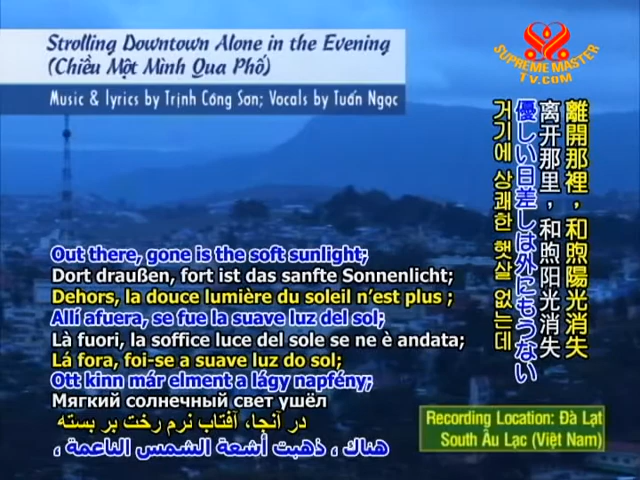 Strolling Downtown Alone in the Evening
(Chiều Một Mình Qua Phố)
Music & lyrics by Trịnh Công Sơn; Vocals by Tuấn Ngọc
SUPREME MASTER
TV.COM
離開那裡，和煦陽光消失
离开那里，和煦阳光消失
優しい日差しは外にもうない
거기에 상쾌한 햇살 없는데
Out there, gone is the soft sunlight;
Dort draußen, fort ist das sanfte Sonnenlicht;
Dehors, la douce lumière du soleil n'est plus ;
Allí afuera, se fue la suave luz del sol;
Là fuori, la soffice luce del sole se ne è andata;
Lá fora, foi-se a suave luz do sol;
Ott kinn már elment a lágy napfény;
Мягкий солнечный свет ушёл
در آنجا، آفتاب نرم رخت بر بسته
هناك ، ذهبت أشعة الشمس الناعمة ،
Recording Location: Đà Lạt
South Âu Lạc (Việt Nam)